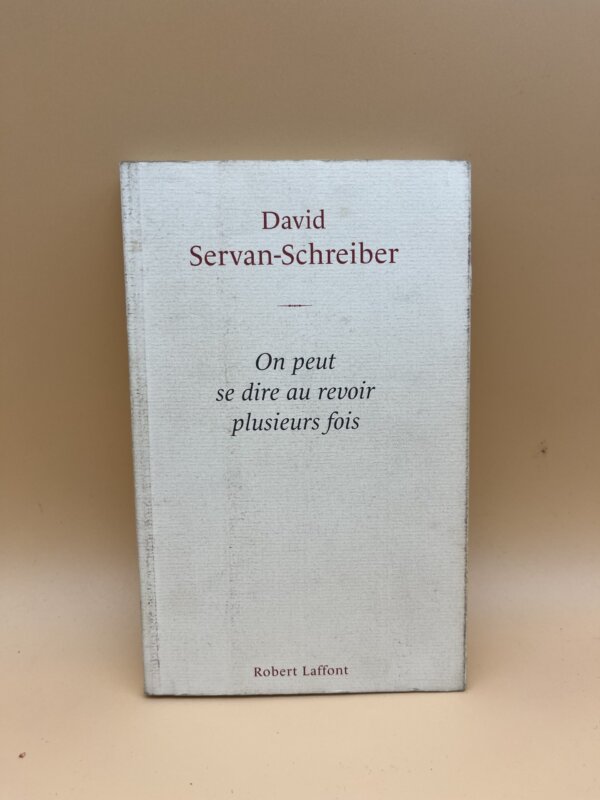 David
Servan-Schreiber
On peut
se dire au revoir
plusieurs fois
Robert Laffont